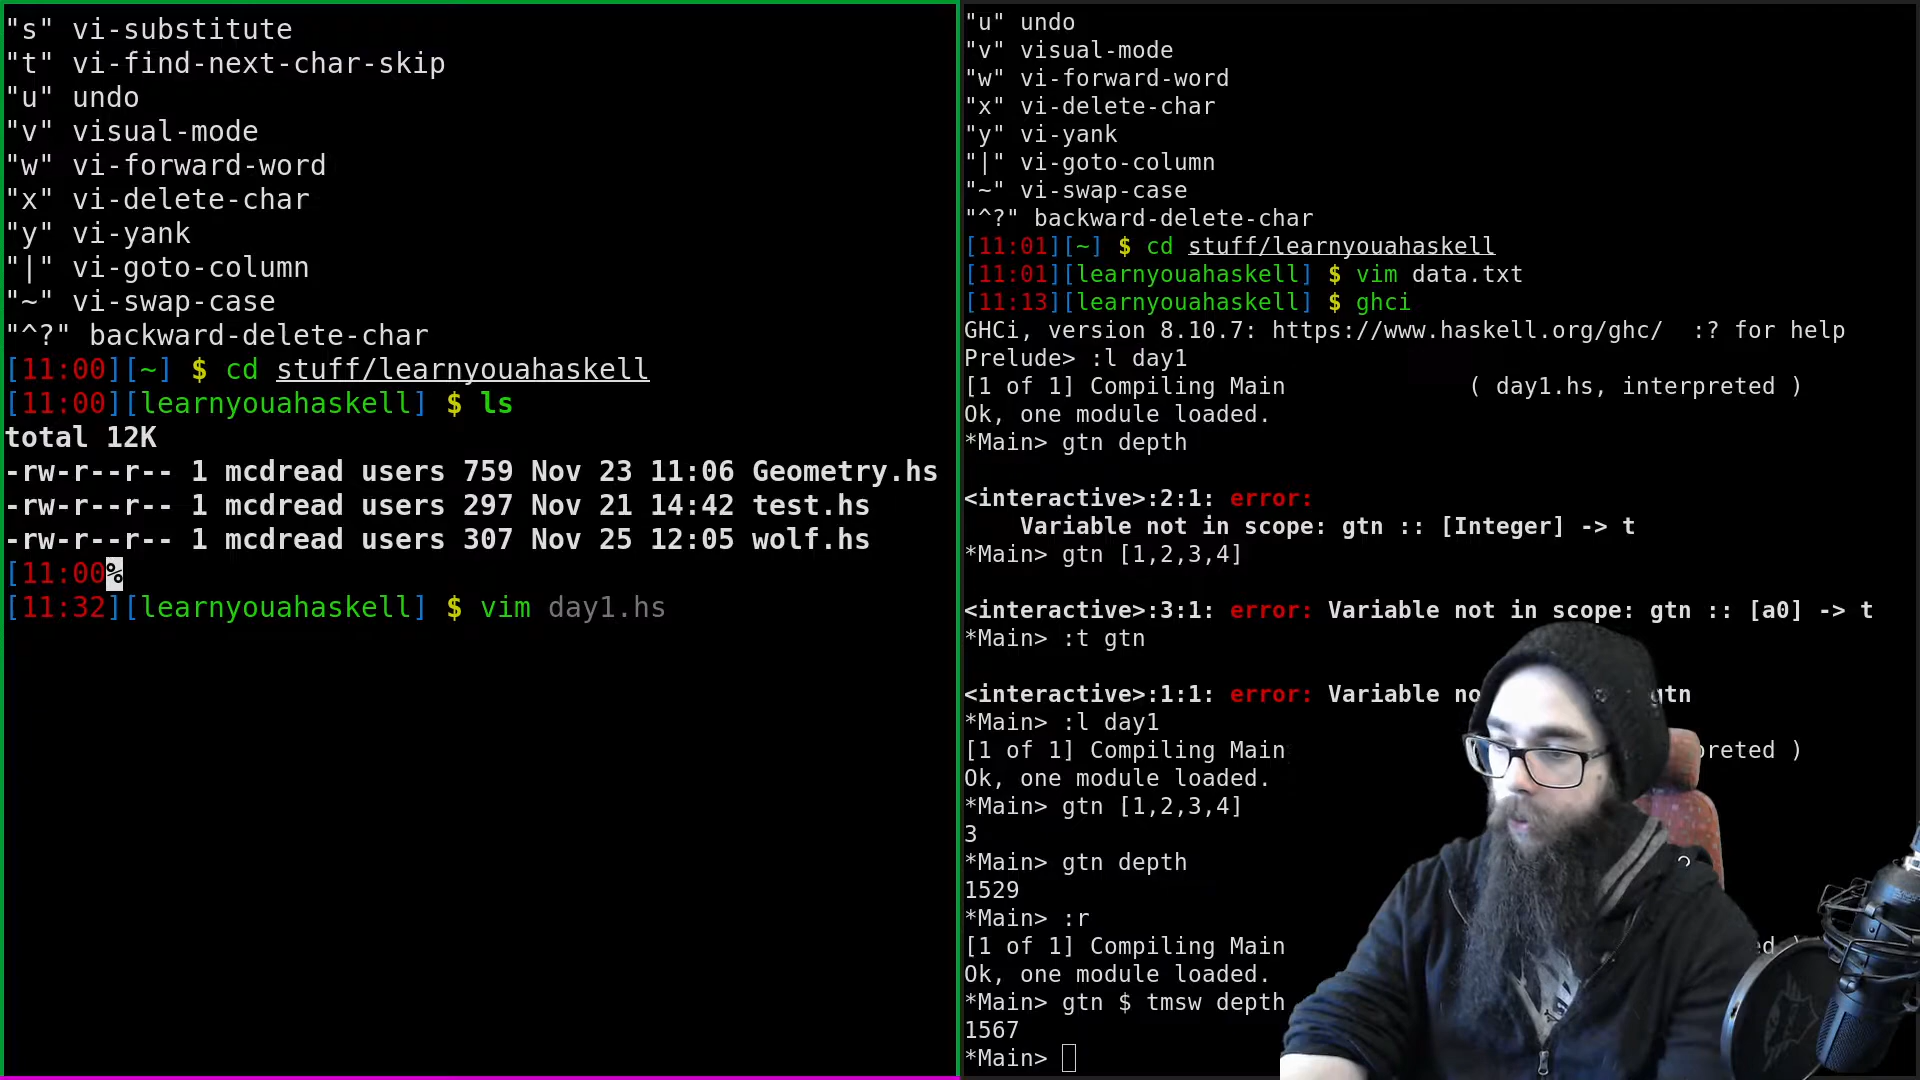 "s" vi-substitute
"t" vi-find-next-char-skip
"u" undo
"v" visual-mode
"w" vi-forward-word
"x" vi-delete-char
"y" vi-yank
"|" vi-goto-column
"~" vi-swap-case
"^?" backward-delete-char
[11:00][~] $ cd stuff/learnyouahaskell
[11:00][learnyouahaskell] $ ls
total 12K
-rw-r--r-- 1 mcdread users 759 Nov 23 11:06 Geometry.hs
-rw-r--r-- 1 mcdread users 297 Nov 21 14:42 test.hs
-rw-r--r-- 1 mcdread users 307 Nov 25 12:05 wolf.hs
[11:00%
[11:32][learnyouahaskell] $ vim day1.hs
"u" undo
"v" visual-mode
"w" vi-forward-word
"x" vi-delete-char
"y" vi-yank
"|" vi-goto-column
"~" vi-swap-case
"^?" backward-delete-char
[11:01][~] $ cd stuff/learnyouahaskell
[11:01][learnyouahaskell] $ vim data.txt
[11:13][learnyouahaskell] $ ghci
GHCi, version 8.10.7: https://www.haskell.org/ghc/  :? for help
Prelude> :l day1
[1 of 1] Compiling Main             ( day1.hs, interpreted )
Ok, one module loaded.
*Main> gtn depth
<interactive>:2:1: error:
    Variable not in scope: gtn :: [Integer] -> t
*Main> gtn [1,2,3,4]
<interactive>:3:1: error: Variable not in scope: gtn :: [a0] -> t
*Main> :t gtn
<interactive>:1:1: error: Variable gtn
*Main> :l day1
[1 of 1] Compiling Main )
Ok, one module loaded.
*Main> gtn [1,2,3,4]
3
*Main> gtn depth
1529
*Main> :r
[1 of 1] Compiling Main
Ok, one module loaded.
*Main> gtn $ tmsw depth
1567
*Main>